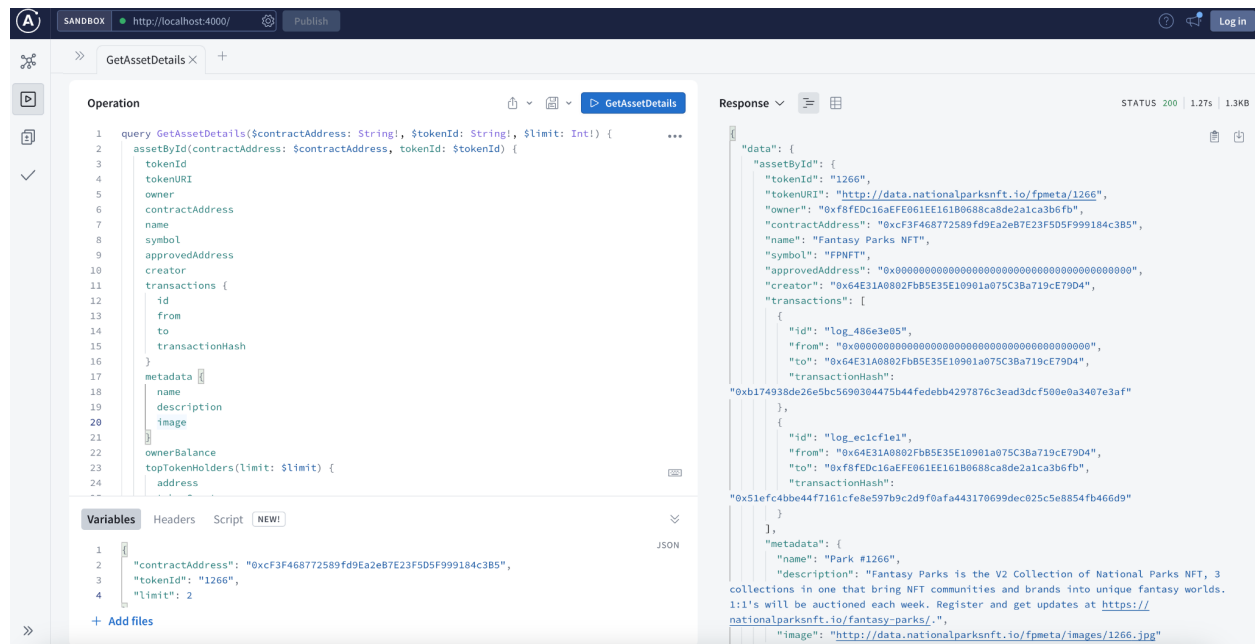 SANDBOX http://localhost:4000/ Publish Log in
GetAssetDetails
Operation
GetAssetDetails
1 query GetAssetDetails($contractAddress: String!, $tokenId: String!, $limit: Int!) {
2 assetById(contractAddress: $contractAddress, tokenId: $tokenId) {
3 tokenId
4 tokenURI
5 owner
6 contractAddress
7 name
8 symbol
9 approvedAddress
10 creator
11 transactions {
12 id
13 from
14 to
15 transactionHash
16 }
17 metadata {
18 name
19 description
20 image
21 }
22 ownerBalance
23 topTokenHolders(limit: $limit) {
24 address
Variables Headers Script NEW!
JSON
1 {
2 "contractAddress": "0xcF3F468772589fd9Ea2eB7E23F5D5F999184c3B5",
3 "tokenId": "1266",
4 "limit": 2
+ Add files
Response
STATUS 200 1.27s 1.3KB
{
"data": {
"assetById": {
"tokenId": "1266",
"tokenURI": "http://data.nationalparksnft.io/fpmeta/1266",
"owner": "0xf8fEDc16aEFE061EE161B0688ca8de2a1ca3b6fb",
"contractAddress": "0xcF3F468772589fd9Ea2eB7E23F5D5F999184c3B5",
"name": "Fantasy Parks NFT",
"symbol": "FPNFT",
"approvedAddress": "0x0000000000000000000000000000000000000000",
"creator": "0x64E31A0802FbB5E35E10901a075C3Ba719cE79D4",
"transactions": [
{
"id": "log_486e3e05",
"from": "0x0000000000000000000000000000000000000000",
"to": "0x64E31A0802FbB5E35E10901a075C3Ba719cE79D4",
"transactionHash":
"0xb174938de26e5bc5690304475b44fedebb4297876c3ead3dcf500e0a3407e3af"
},
{
"id": "log_ec1cf1e1",
"from": "0x64E31A0802FbB5E35E10901a075C3Ba719cE79D4",
"to": "0xf8fEDc16aEFE061EE161B0688ca8de2a1ca3b6fb",
"transactionHash":
"0x51efc4bbe44f7161cfe8e597b9c2d9f0afa443170699dec025c5e8854fb466d9"
}
],
"metadata": {
"name": "Park #1266",
"description": "Fantasy Parks is the V2 Collection of National Parks NFT, 3
collections in one that bring NFT communities and brands into unique fantasy worlds.
1:1's will be auctioned each week. Register and get updates at https://
nationalparksnft.io/fantasy-parks/.",
"image": "http://data.nationalparksnft.io/fpmeta/images/1266.jpg"